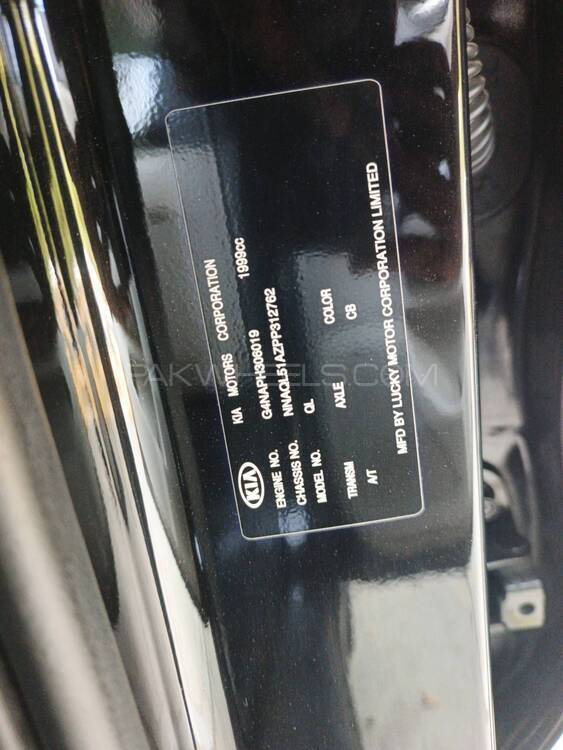 KIA KIA MOTORS CORPORATION
ENGINE NO. G4NAPH306019 1999cc
CHASSIS NO. NNAQL51AZPP312762
MODEL NO. QL
TRANSM AXLE COLOR
A/T CB
MFD BY LUCKY MOTOR CORPORATION LIMITED
PAKWHEELS.COM